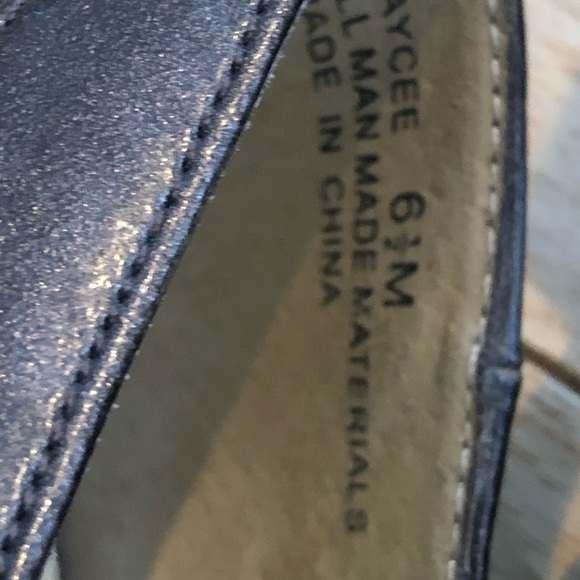 AYCEE 6½M
LL MAN MADE MATERIALS
ADE IN CHINA